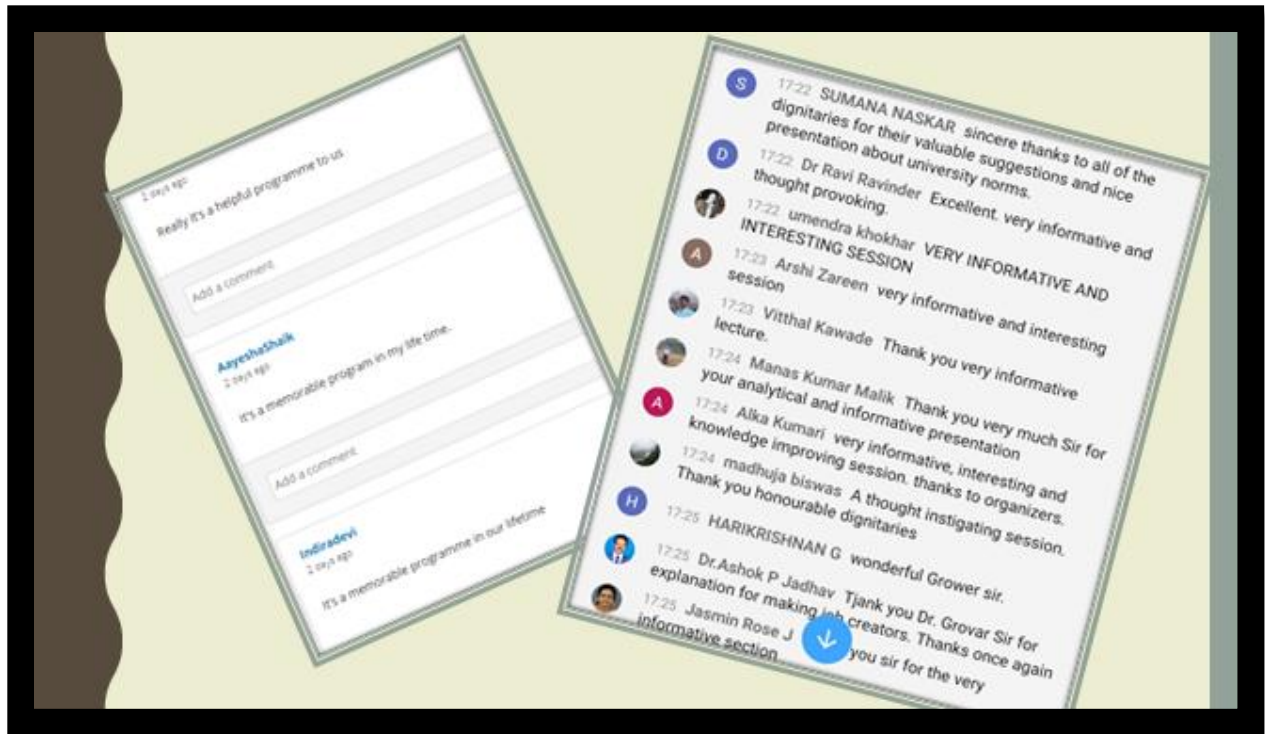 2 days ago
Really it's a helpful programme to us
Add a comment
AayeshaShaik
2 days ago
It's a memorable program in my life time.
Add a comment
Indiradevi
2 days ago
It's a memorable programme in our lifetime
S
17:22 SUMANA NASKAR sincere thanks to all of the
dignitaries for their valuable suggestions and nice
presentation about university norms.
D
17:22 Dr Ravi Ravinder Excellent. very informative and
thought provoking.
17:22 umendra khokhar VERY INFORMATIVE AND
INTERESTING SESSION
A
17:23 Arshi Zareen very informative and interesting
session
17:23 Vitthal Kawade Thank you very informative
lecture.
17:24 Manas Kumar Malik Thank you very much Sir for
your analytical and informative presentation
A
17:24 Alka Kumari very informative, interesting and
knowledge improving session. thanks to organizers.
17:24 madhuja biswas A thought instigating session.
Thank you honourable dignitaries
H
17:25 HARIKRISHNAN G wonderful Grower sir.
17:25 Dr.Ashok P Jadhav Tjank you Dr. Grovar Sir for
explanation for making job creators. Thanks once again
17:25 Jasmin Rose J you sir for the very
informative section